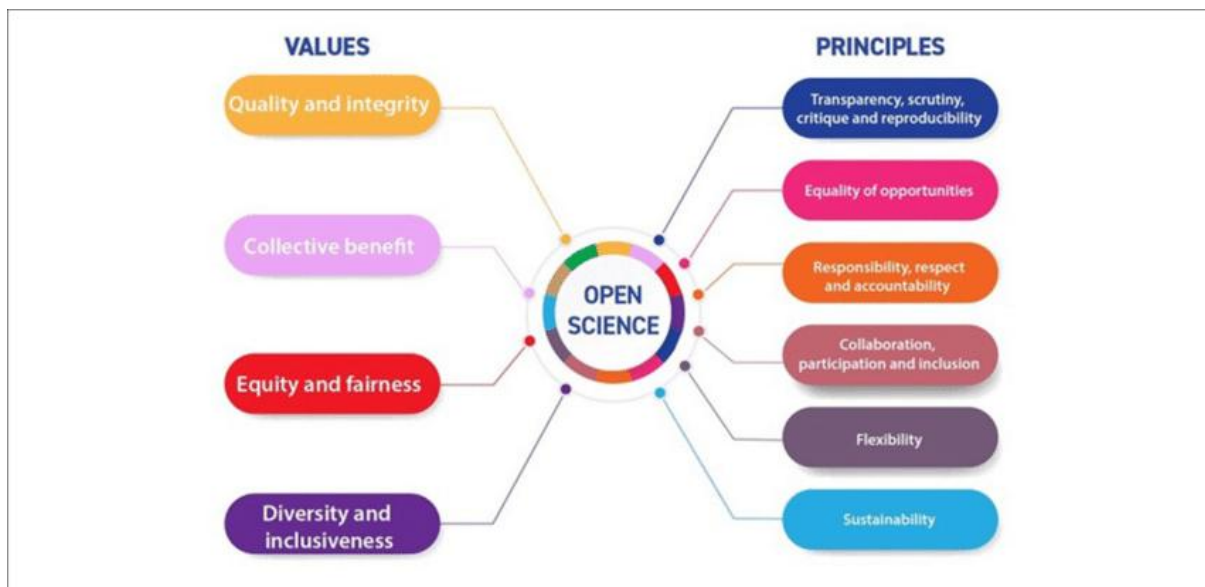 VALUES
Quality and integrity
Collective benefit
Equity and fairness
Diversity and
inclusiveness
OPEN
SCIENCE
PRINCIPLES
Transparency, scrutiny,
critique and reproducibility
Equality of opportunities
Responsibility, respect
and accountability
Collaboration,
participation and inclusion
Flexibility
Sustainability